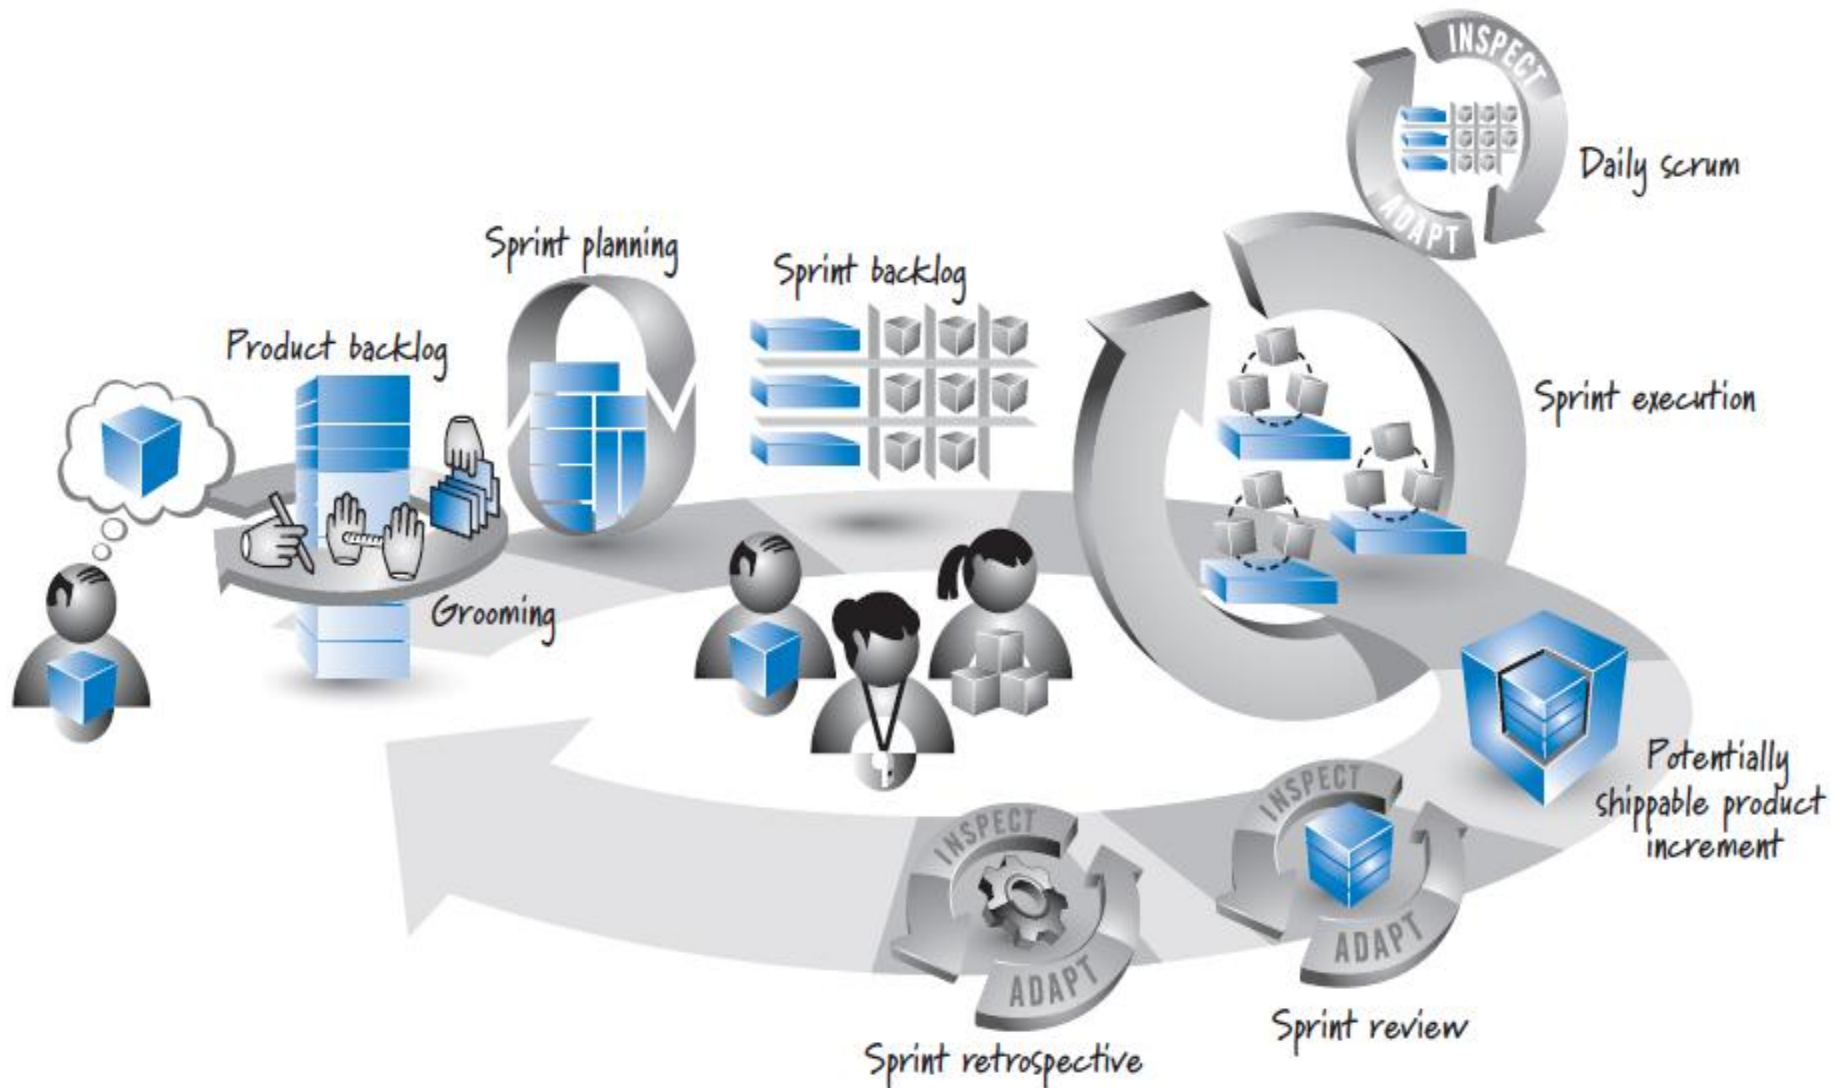 INSPECT
ADAPT
Daily scrum
Sprint planning
Sprint backlog
Product backlog
Sprint execution
Grooming
Potentially
shippable product
increment
INSPECT
ADAPT
Sprint review
INSPECT
ADAPT
Sprint retrospective